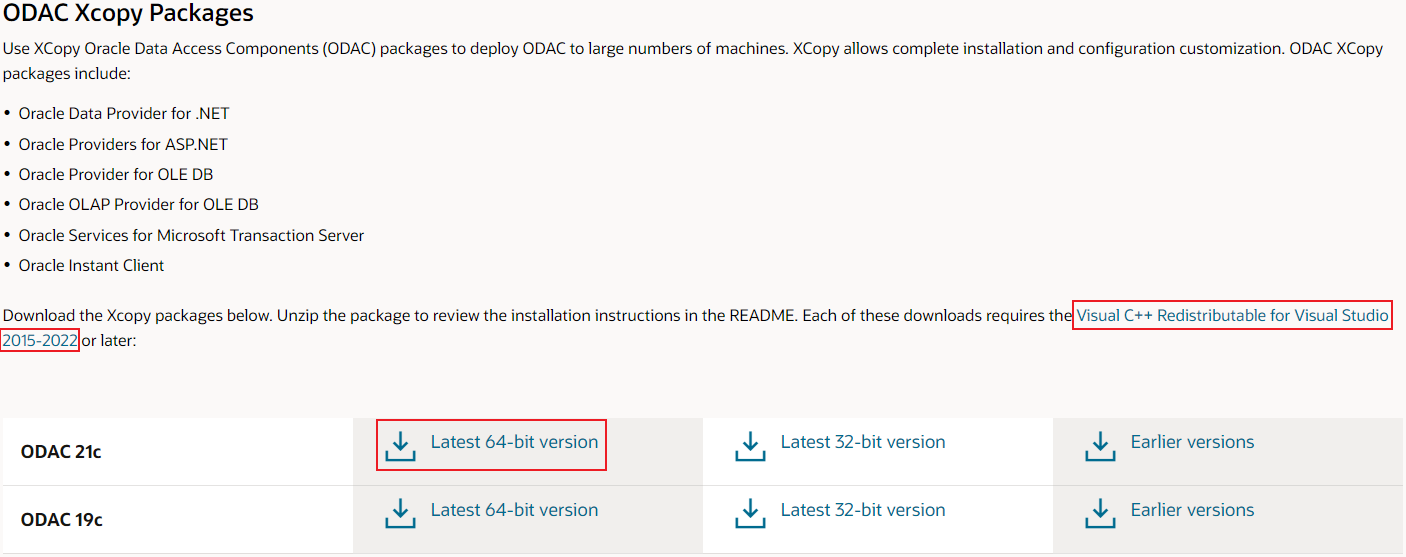 ODAC Xcopy Packages
Use XCopy Oracle Data Access Components (ODAC) packages to deploy ODAC to large numbers of machines. XCopy allows complete installation and configuration customization. ODAC XCopy
packages include:
• Oracle Data Provider for .NET
• Oracle Providers for ASP.NET
• Oracle Provider for OLE DB
• Oracle OLAP Provider for OLE DB
• Oracle Services for Microsoft Transaction Server
• Oracle Instant Client
Download the Xcopy packages below. Unzip the package to review the installation instructions in the README. Each of these downloads requires the Visual C++ Redistributable for Visual Studio
2015-2022 or later:
ODAC 21c Latest 64-bit version Latest 32-bit version Earlier versions
ODAC 19c Latest 64-bit version Latest 32-bit version Earlier versions